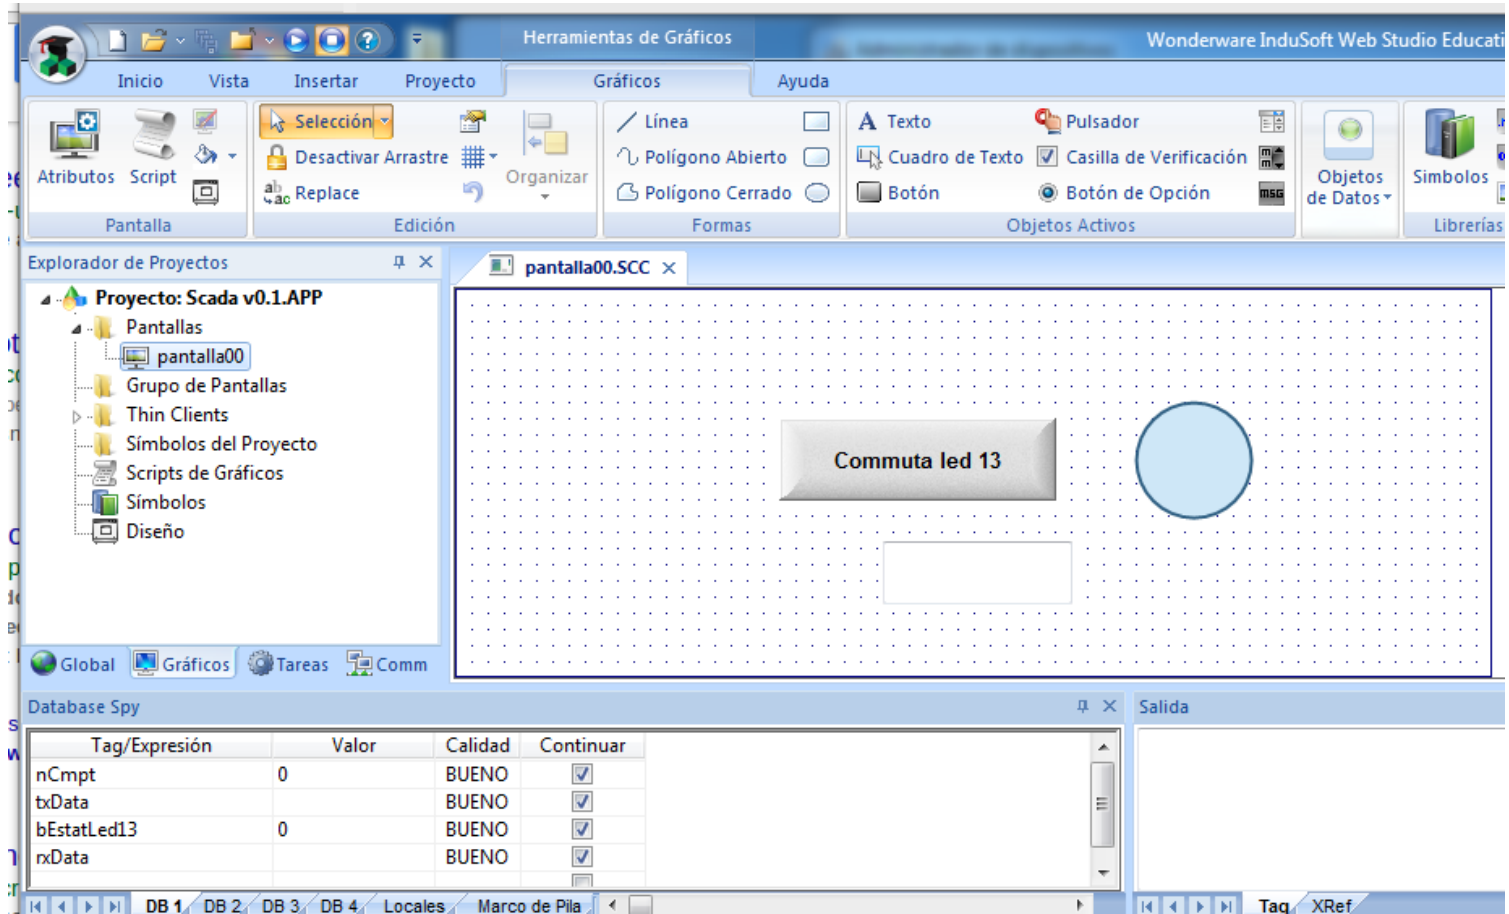 Herramientas de Gráficos
Wonderware InduSoft Web Studio Educati
Inicio Vista Insertar Proyecto Gráficos Ayuda
Selección Línea A Texto Pulsador
Desactivar Arrastre Polígono Abierto Cuadro de Texto Casilla de Verificación
Atributos Script Organizar Objetos de Datos Simbolos
Replace Polígono Cerrado Botón Botón de Opción MSG
Pantalla Edición Formas Objetos Activos Librerías
Explorador de Proyectos
pantalla00.SCC
Proyecto: Scada v0.1.APP
Pantallas
pantalla00
Grupo de Pantallas
Thin Clients
Símbolos del Proyecto
Scripts de Gráficos
Símbolos
Diseño
Commuta led 13
Global Gráficos Tareas Comm
Database Spy
Tag/Expresión Valor Calidad Continuar
nCmpt 0 BUENO
txData BUENO
bEstatLed13 0 BUENO
rxData BUENO
DB 1 DB 2 DB 3 DB 4 Locales Marco de Pila
Salida
Tag XRef